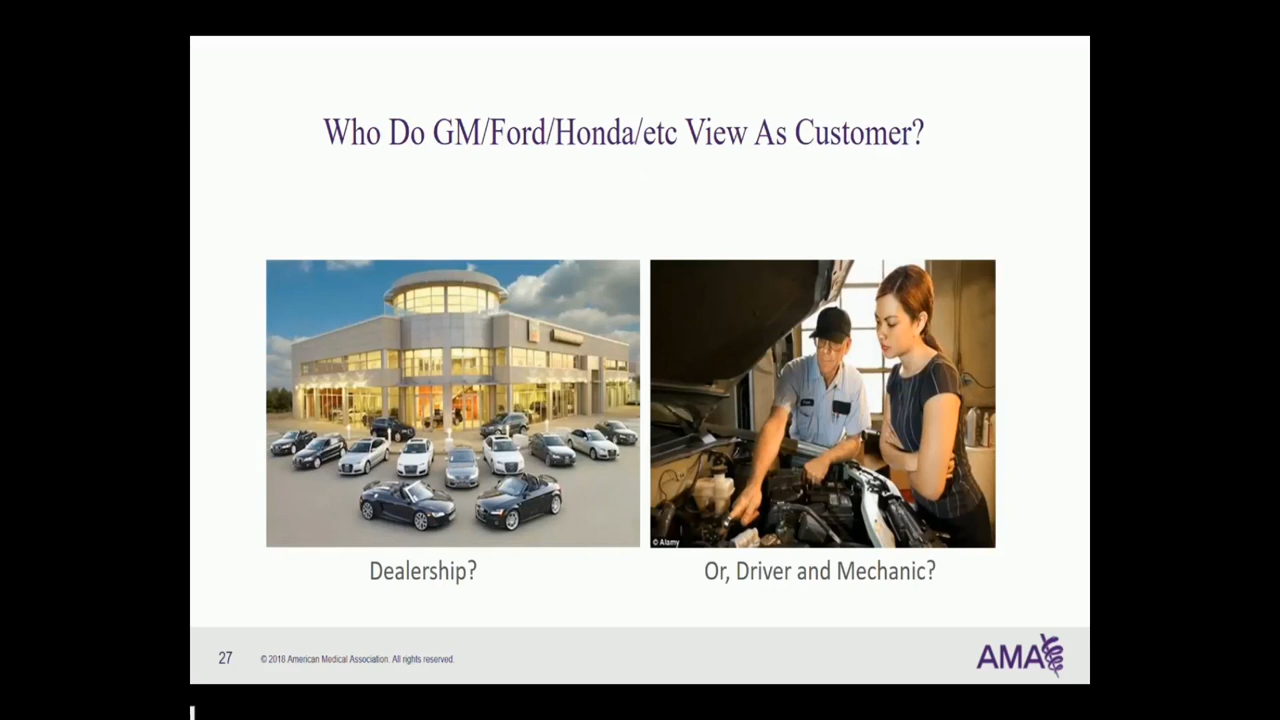 Who Do GM/Ford/Honda/etc View As Customer?
© Alamy
Dealership?
Or, Driver and Mechanic?
27
© 2018 American Medical Association. All rights reserved.
AMA